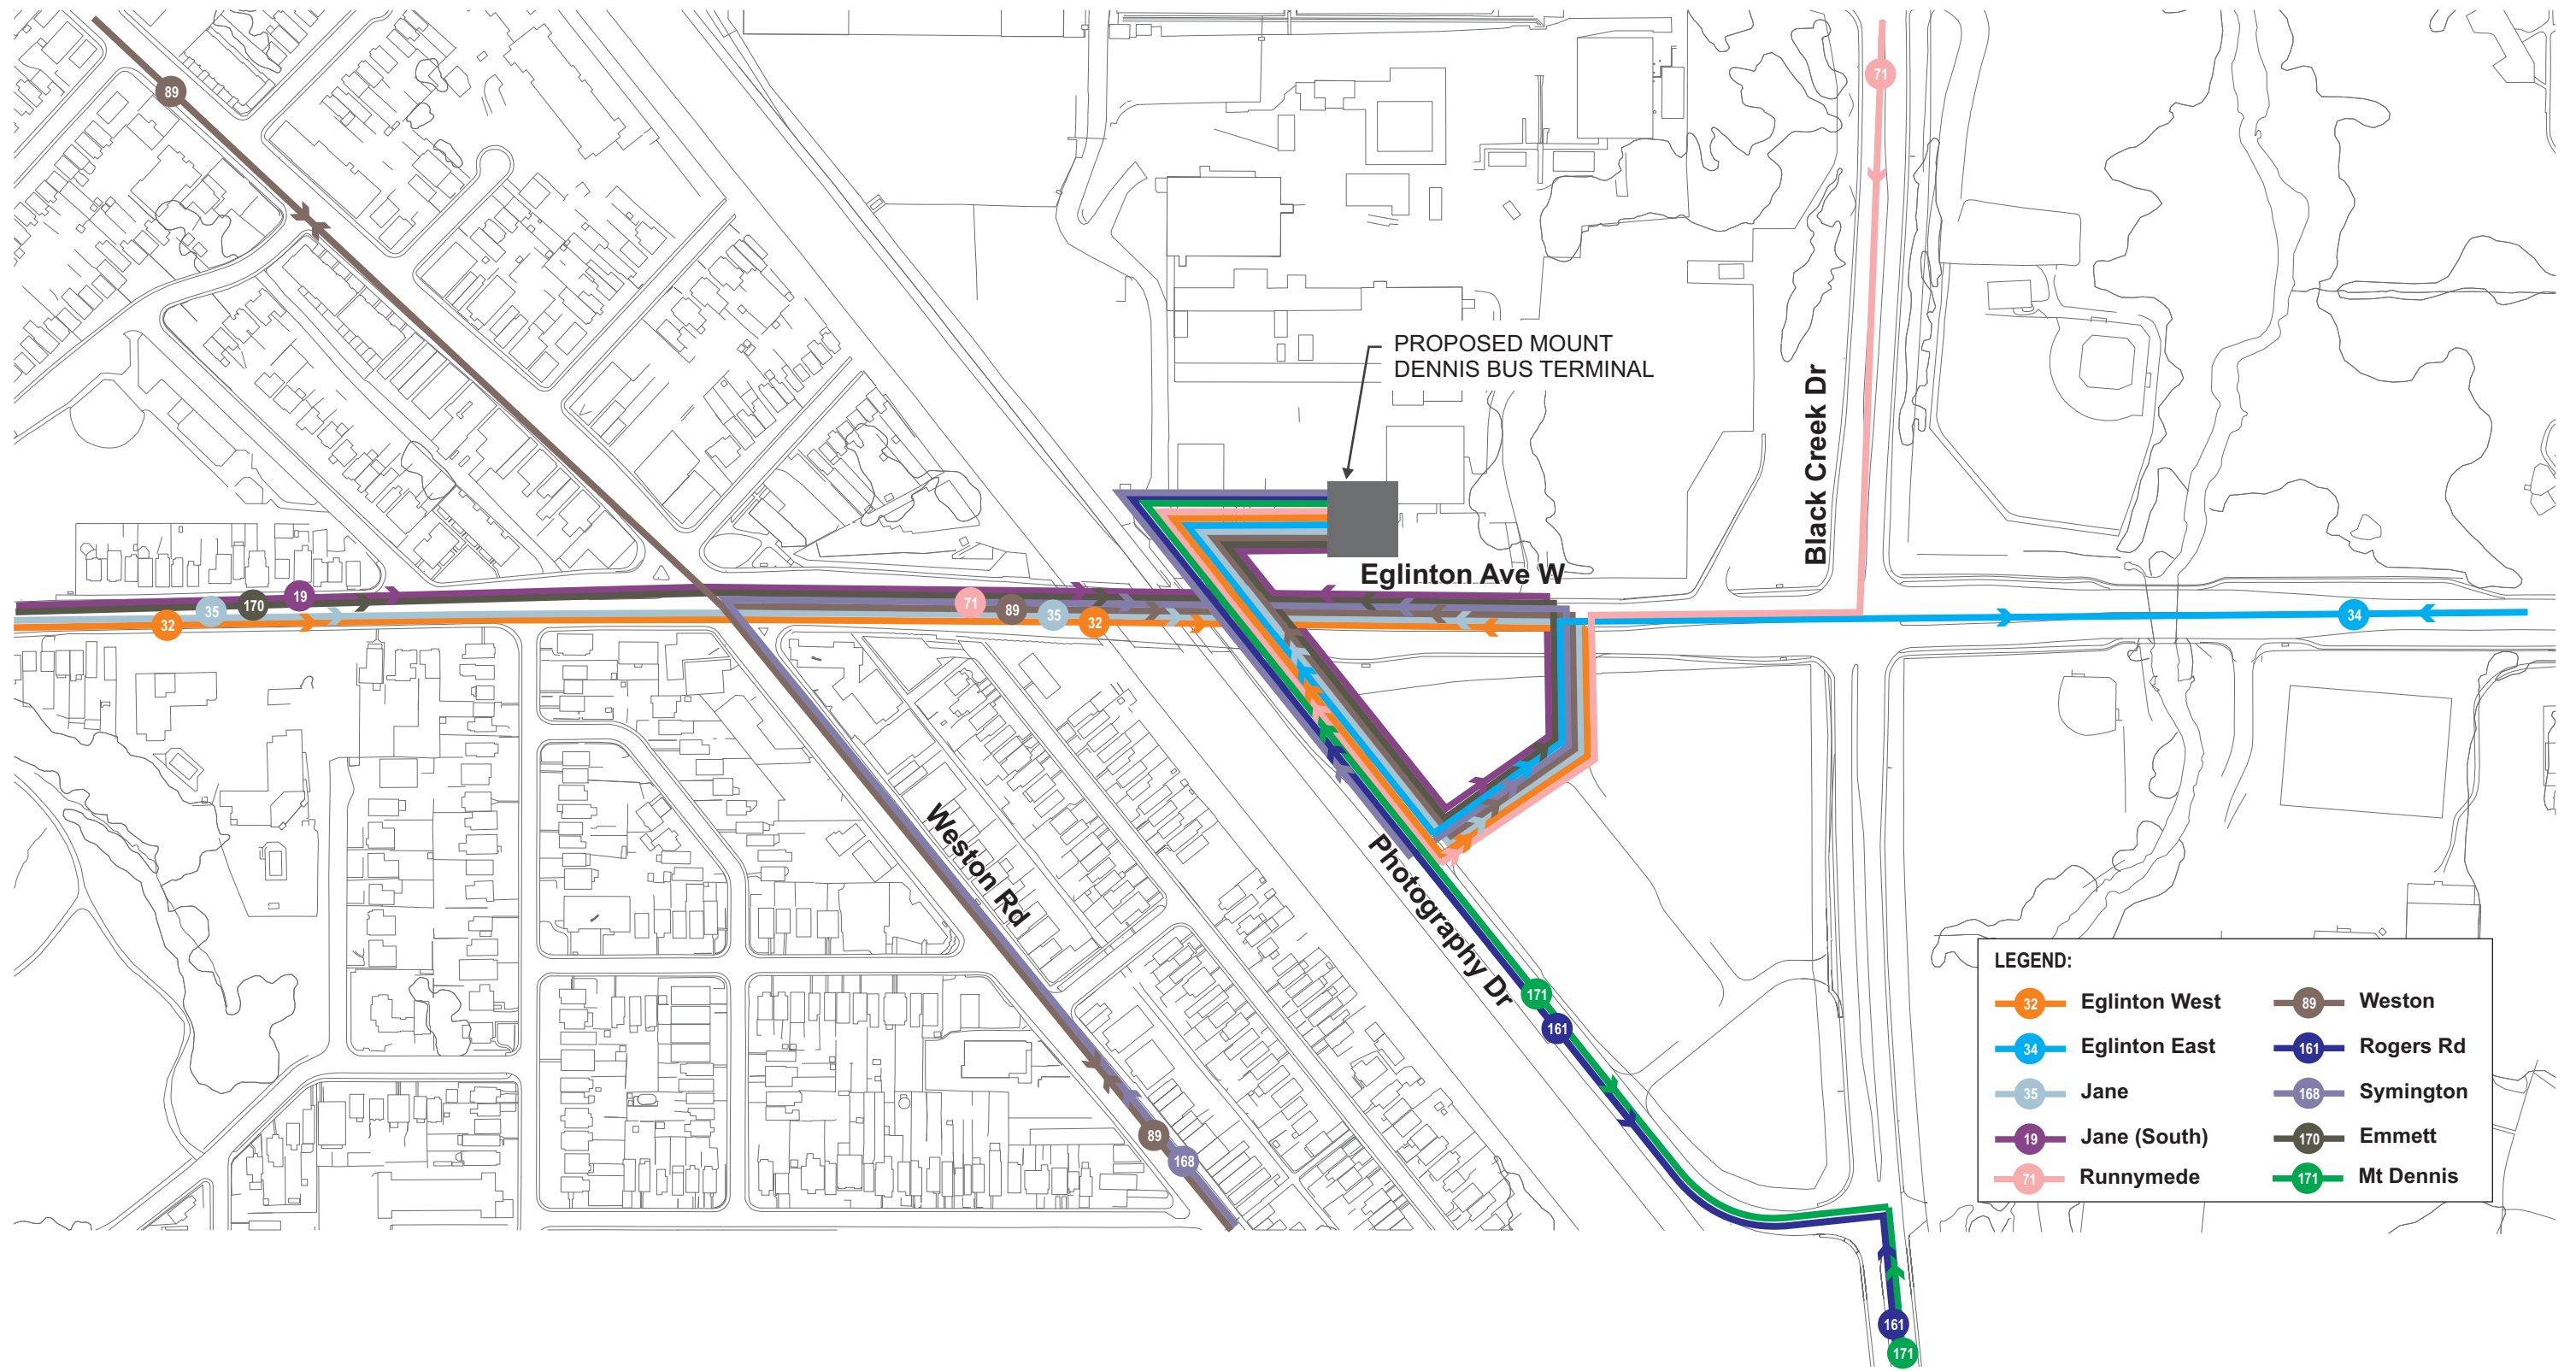 71
89
PROPOSED MOUNT
DENNIS BUS TERMINAL
Black Creek Dr
Eglinton Ave W
19
170
35
32
71
89
35
32
34
Weston Rd
Photography Dr
171
161
89
168
161
171
LEGEND:
32 Eglinton West
34 Eglinton East
35 Jane
19 Jane (South)
71 Runnymede
89 Weston
161 Rogers Rd
168 Symington
170 Emmett
171 Mt Dennis